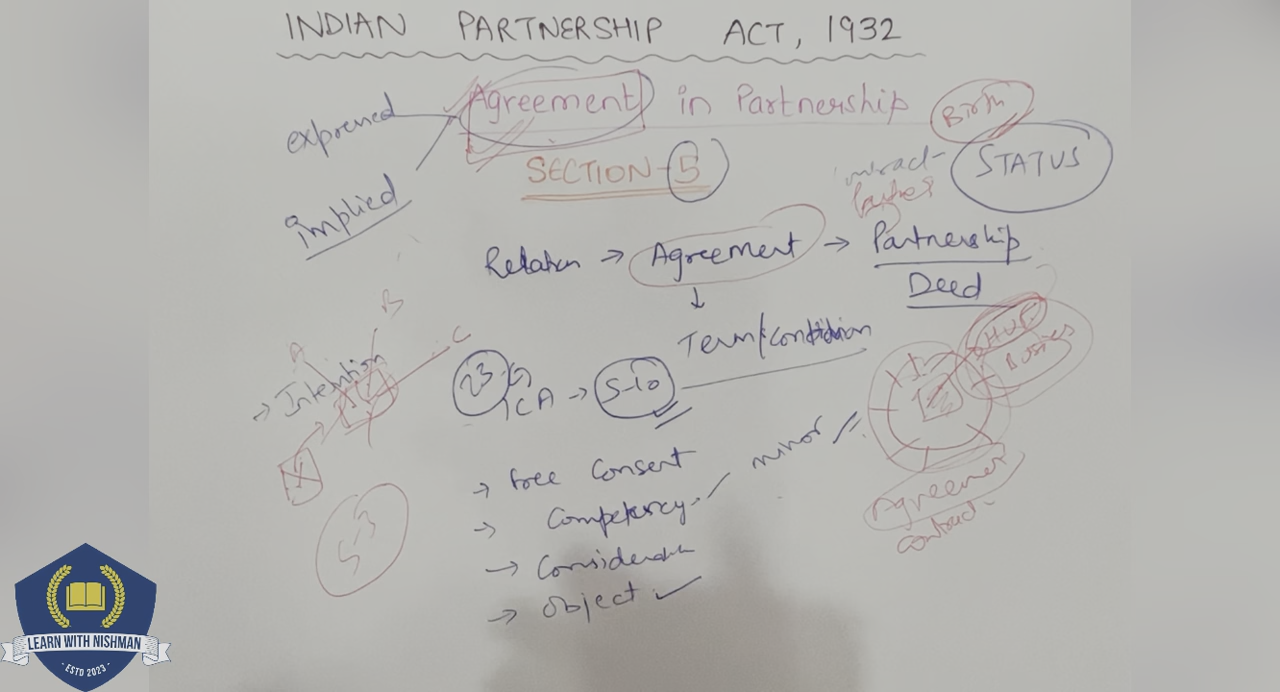 INDIAN PARTNERSHIP ACT, 1932
Agreement in Partnership
expressed
implied
Birth
STATUS
SECTION-5
Relation → Agreement → Partnership Deed
↓
Term/Condition
A
B
C
→ Intention
23
ICA → S-10
→ free Consent
→ Competency
minor
→ Consideration
→ Object ✓
HUF
Business
Agreement
contract
LEARN WITH NISHMAN
ESTD 2023